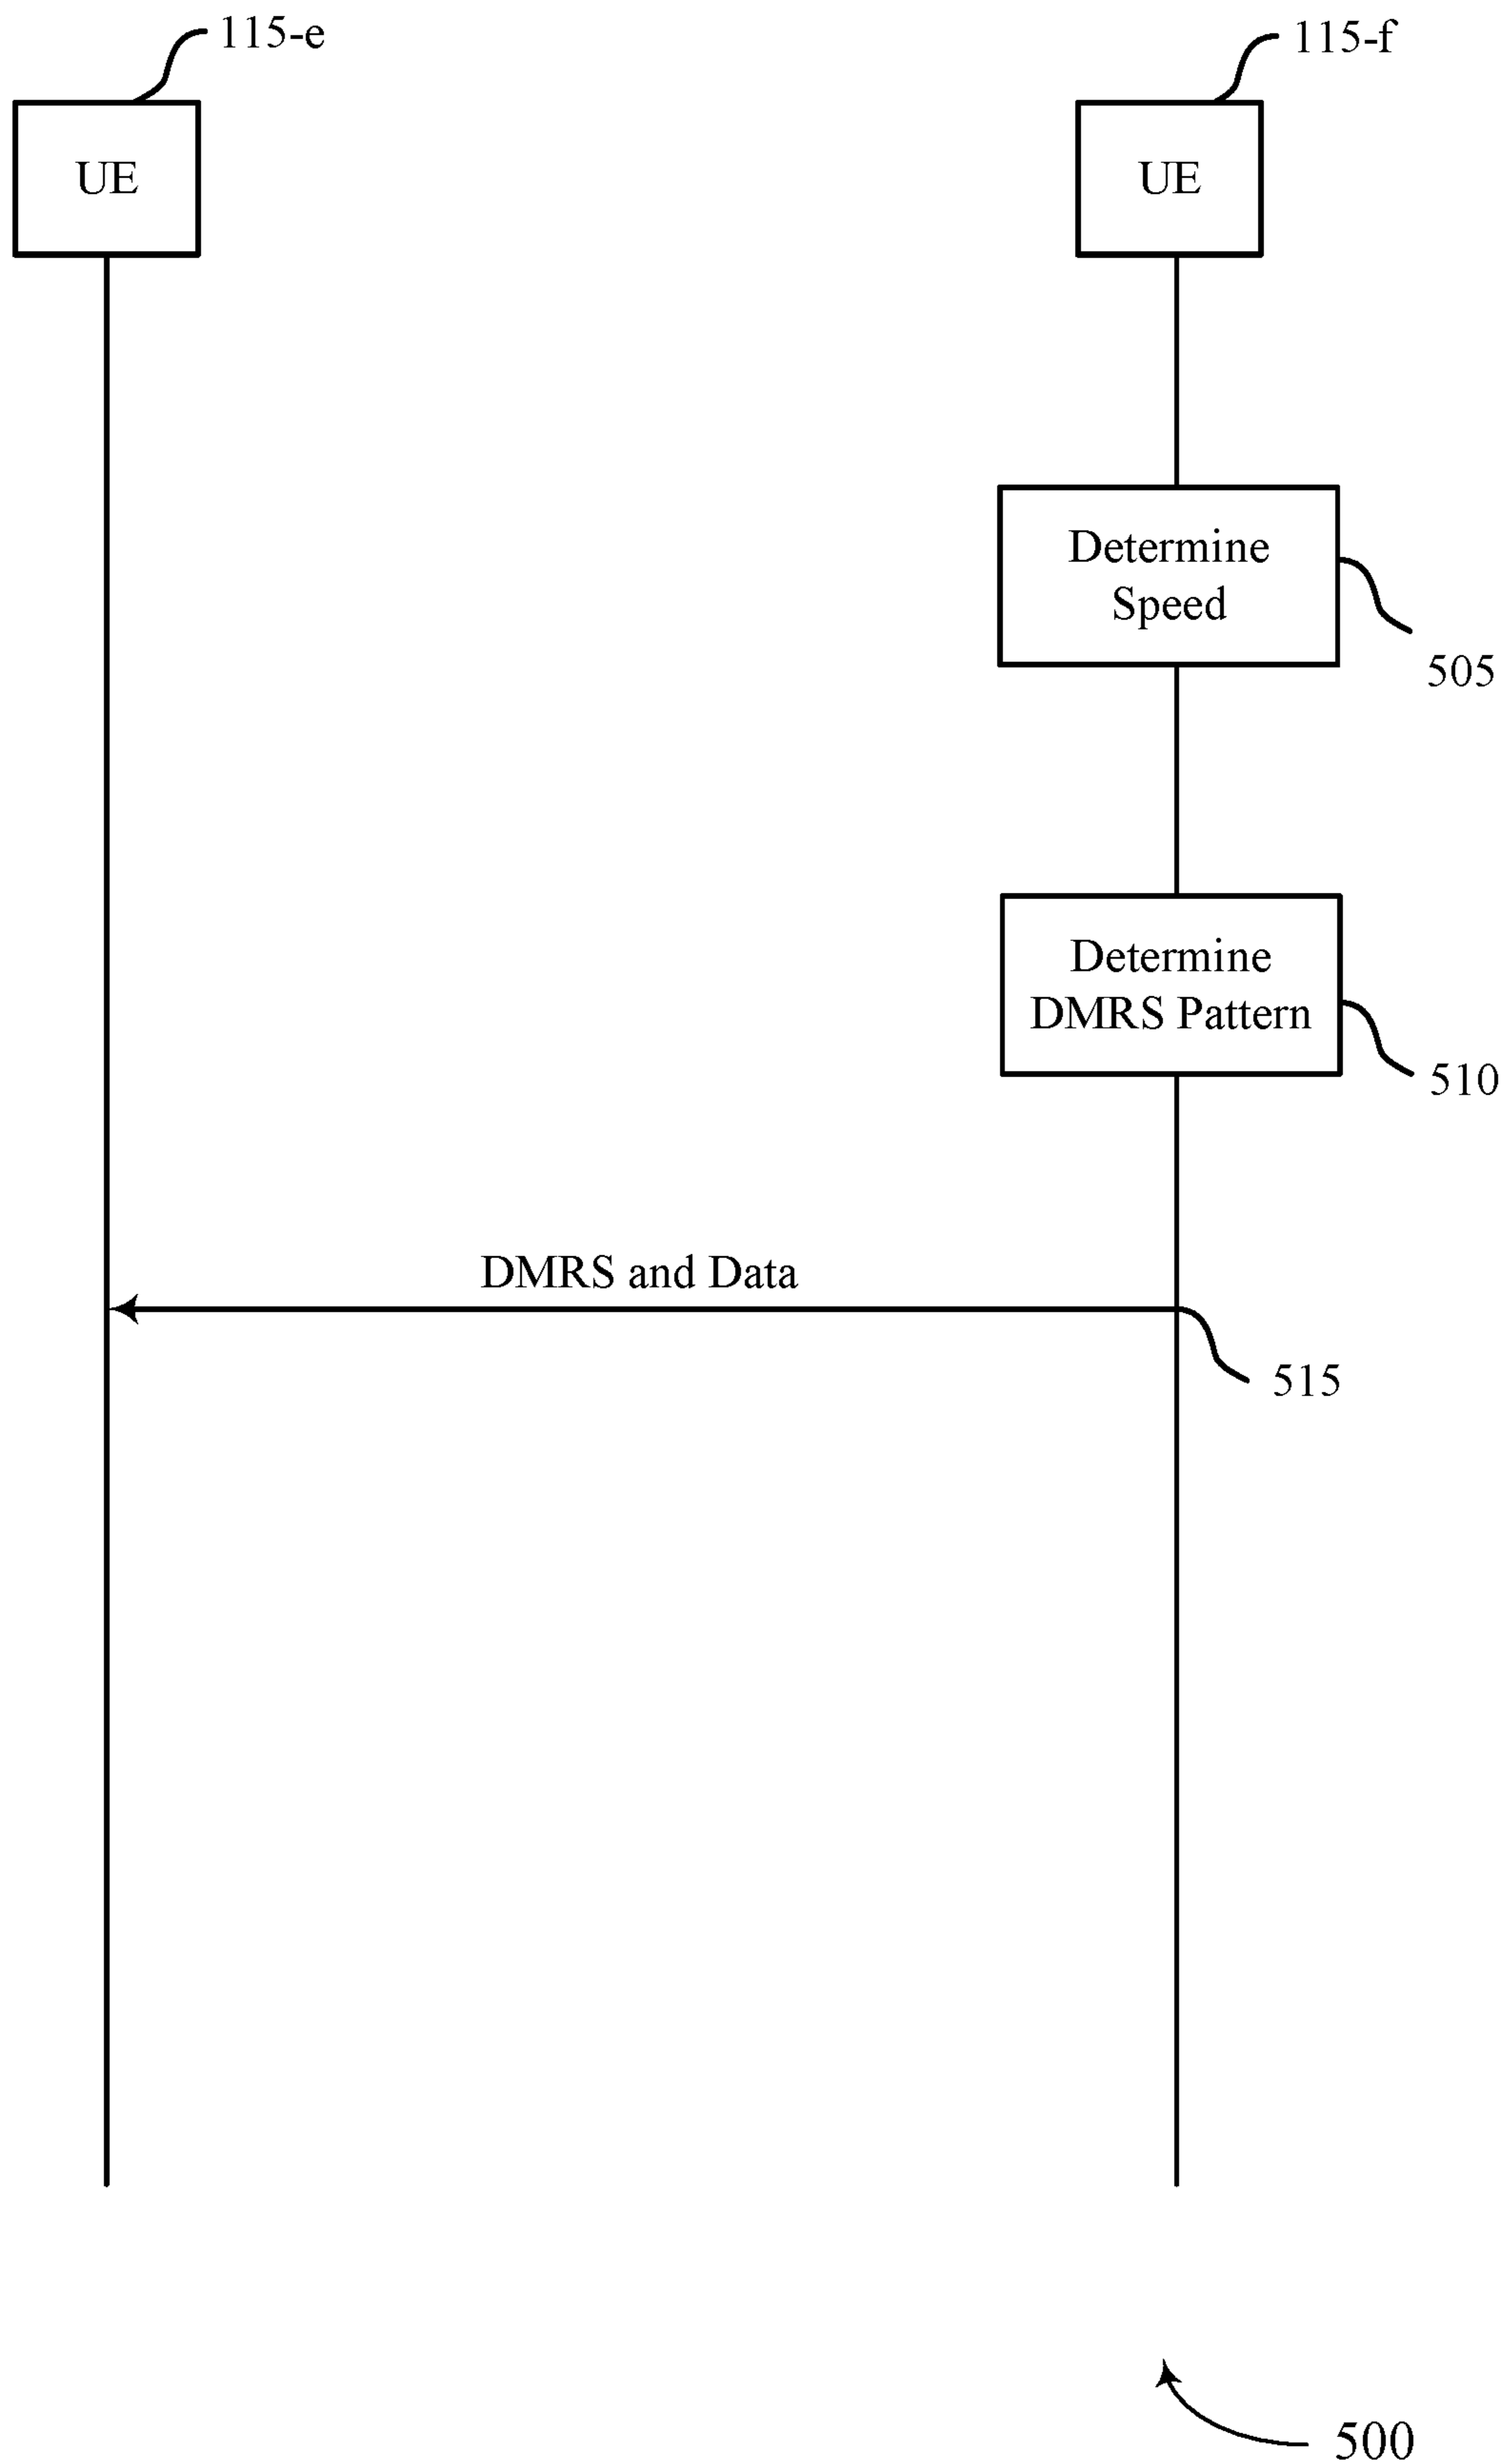 115-e
115-f
UE
UE
Determine
Speed
505
Determine
DMRS Pattern
510
DMRS and Data
515
500